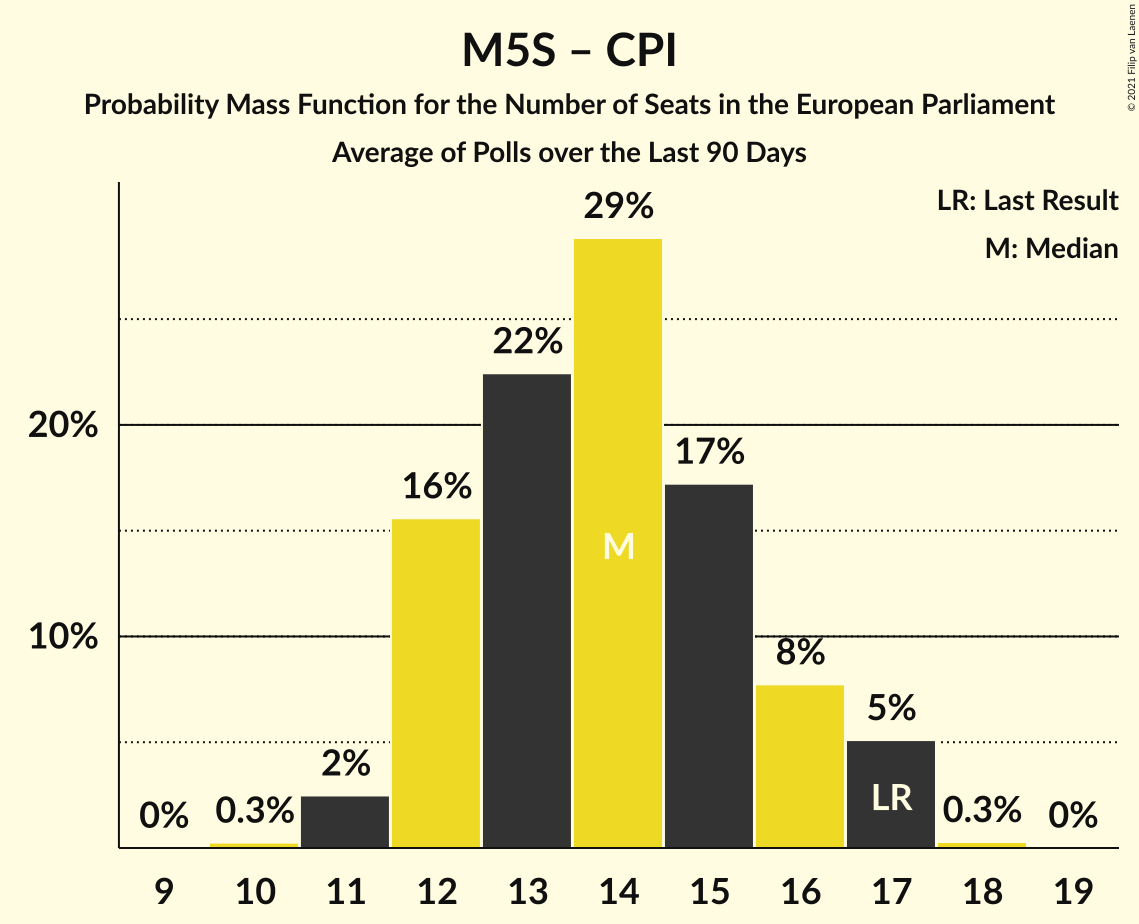 M5S – CPI
Probability Mass Function for the Number of Seats in the European Parliament
Average of Polls over the Last 90 Days
© 2021 Filip van Laenen
LR: Last Result
M: Median
29%
22%
20%
17%
16%
M
10%
8%
5%
2%
LR
0%
0.3%
0.3%
0%
9 10 11 12 13 14 15 16 17 18 19